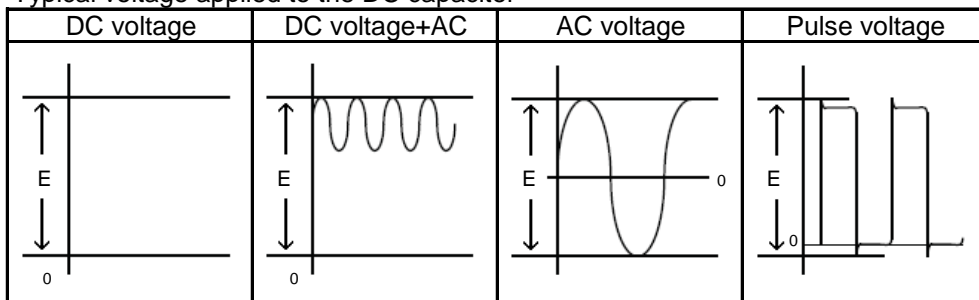 Typical voltage applied to the DC capacitor
DC voltage DC voltage+AC AC voltage Pulse voltage
E E E 0 E
0
0 0